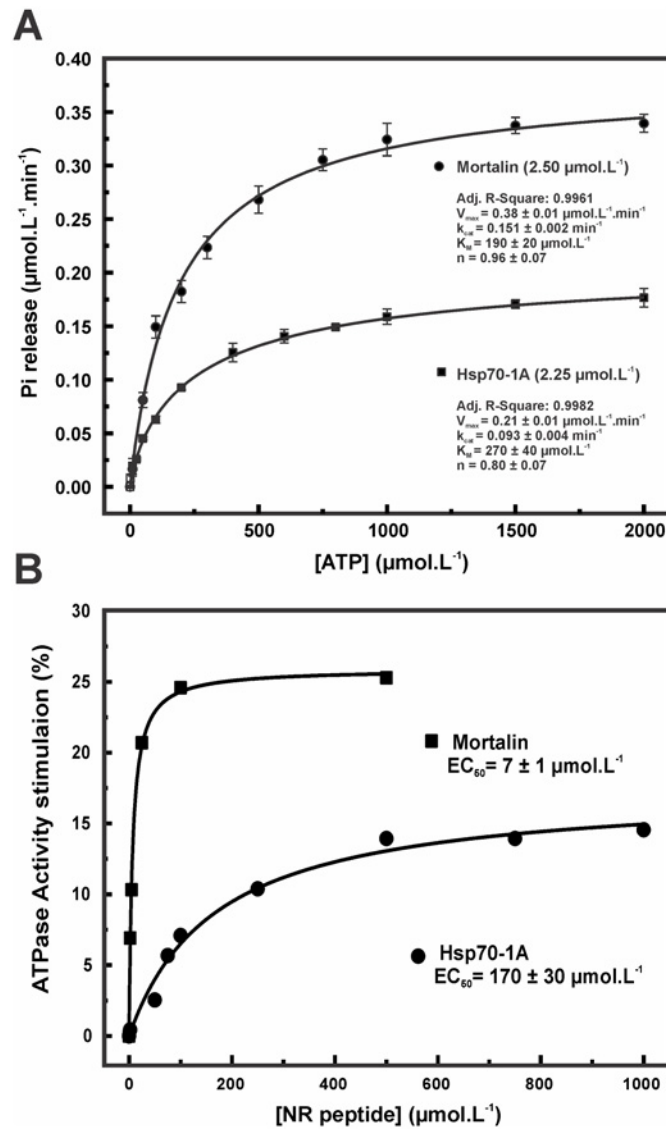 A
0.40
0.35
0.30
0.25
0.20
0.15
0.10
0.05
0.00
Pi release (µmol.L⁻¹.min⁻¹)
Mortalin (2.50 µmol.L⁻¹)
Adj. R-Square: 0.9961
Vmax = 0.38 ± 0.01 µmol.L⁻¹.min⁻¹
kcat = 0.151 ± 0.002 min⁻¹
KM = 190 ± 20 µmol.L⁻¹
n = 0.96 ± 0.07
Hsp70-1A (2.25 µmol.L⁻¹)
Adj. R-Square: 0.9982
Vmax = 0.21 ± 0.01 µmol.L⁻¹.min⁻¹
kcat = 0.093 ± 0.004 min⁻¹
KM = 270 ± 40 µmol.L⁻¹
n = 0.80 ± 0.07
0 500 1000 1500 2000
[ATP] (µmol.L⁻¹)
B
30
25
20
15
10
5
0
ATPase Activity stimulaion (%)
Mortalin
EC₅₀= 7 ± 1 µmol.L⁻¹
Hsp70-1A
EC₅₀ = 170 ± 30 µmol.L⁻¹
0 200 400 600 800 1000
[NR peptide] (µmol.L⁻¹)